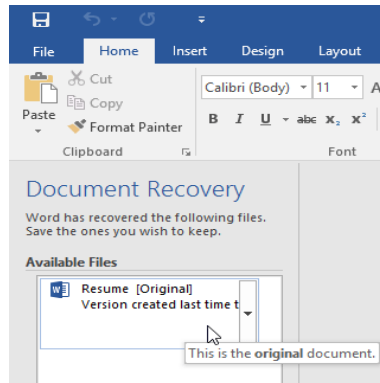 File Home Insert Design Layout
Cut
Calibri (Body) 11 A
Copy
Paste
B I U abc X₂ X²
Format Painter
Clipboard Font
Document Recovery
Word has recovered the following files.
Save the ones you wish to keep.
Available Files
Resume [Original]
Version created last time t
This is the original document.